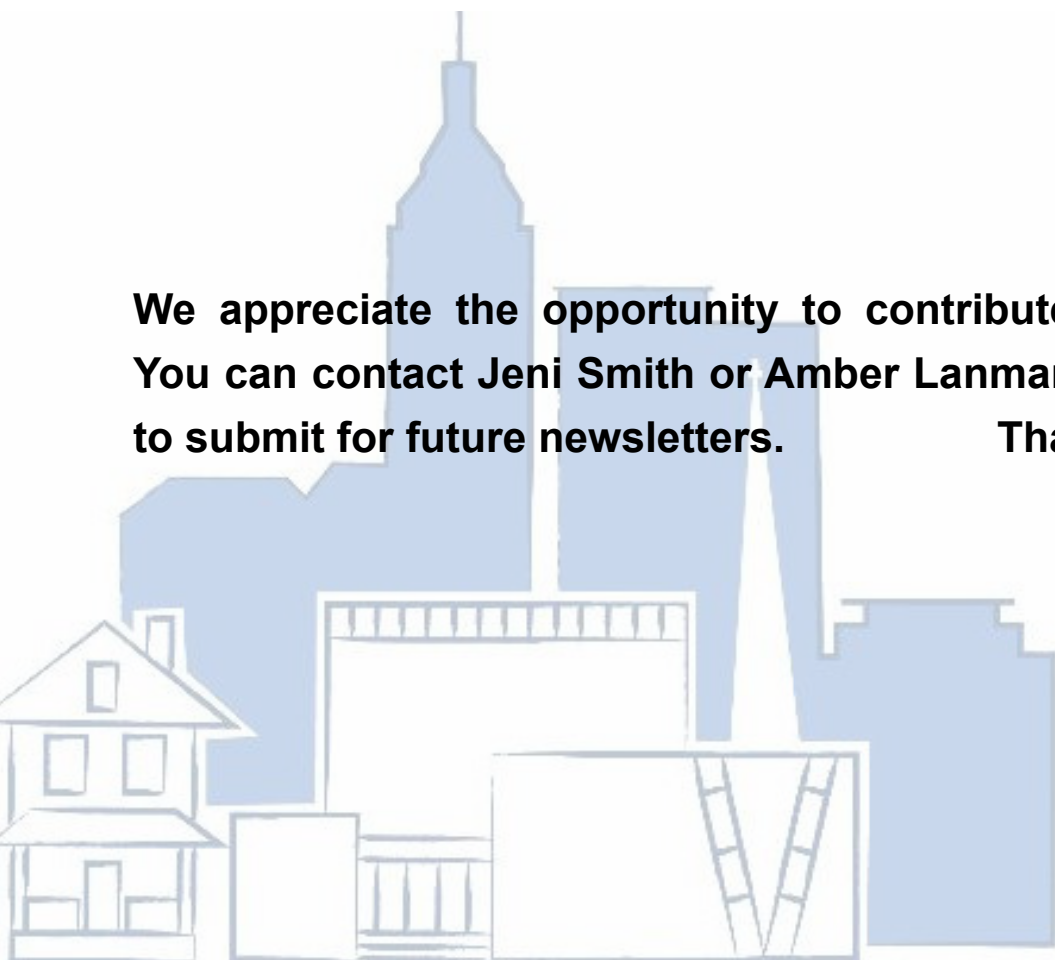 We appreciate the opportunity to contribute
You can contact Jeni Smith or Amber Lanman
to submit for future newsletters. Tha